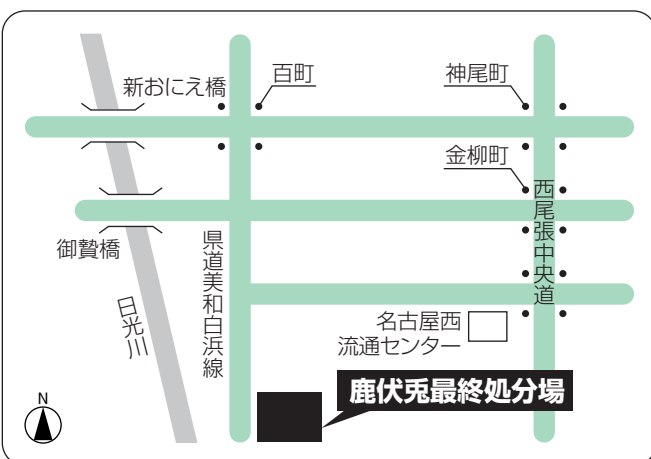 新おにえ橋
百町
神尾町
金柳町
御贄橋
県道美和白浜線
西尾張中央道
日光川
名古屋西
流通センター
鹿伏兎最終処分場
N